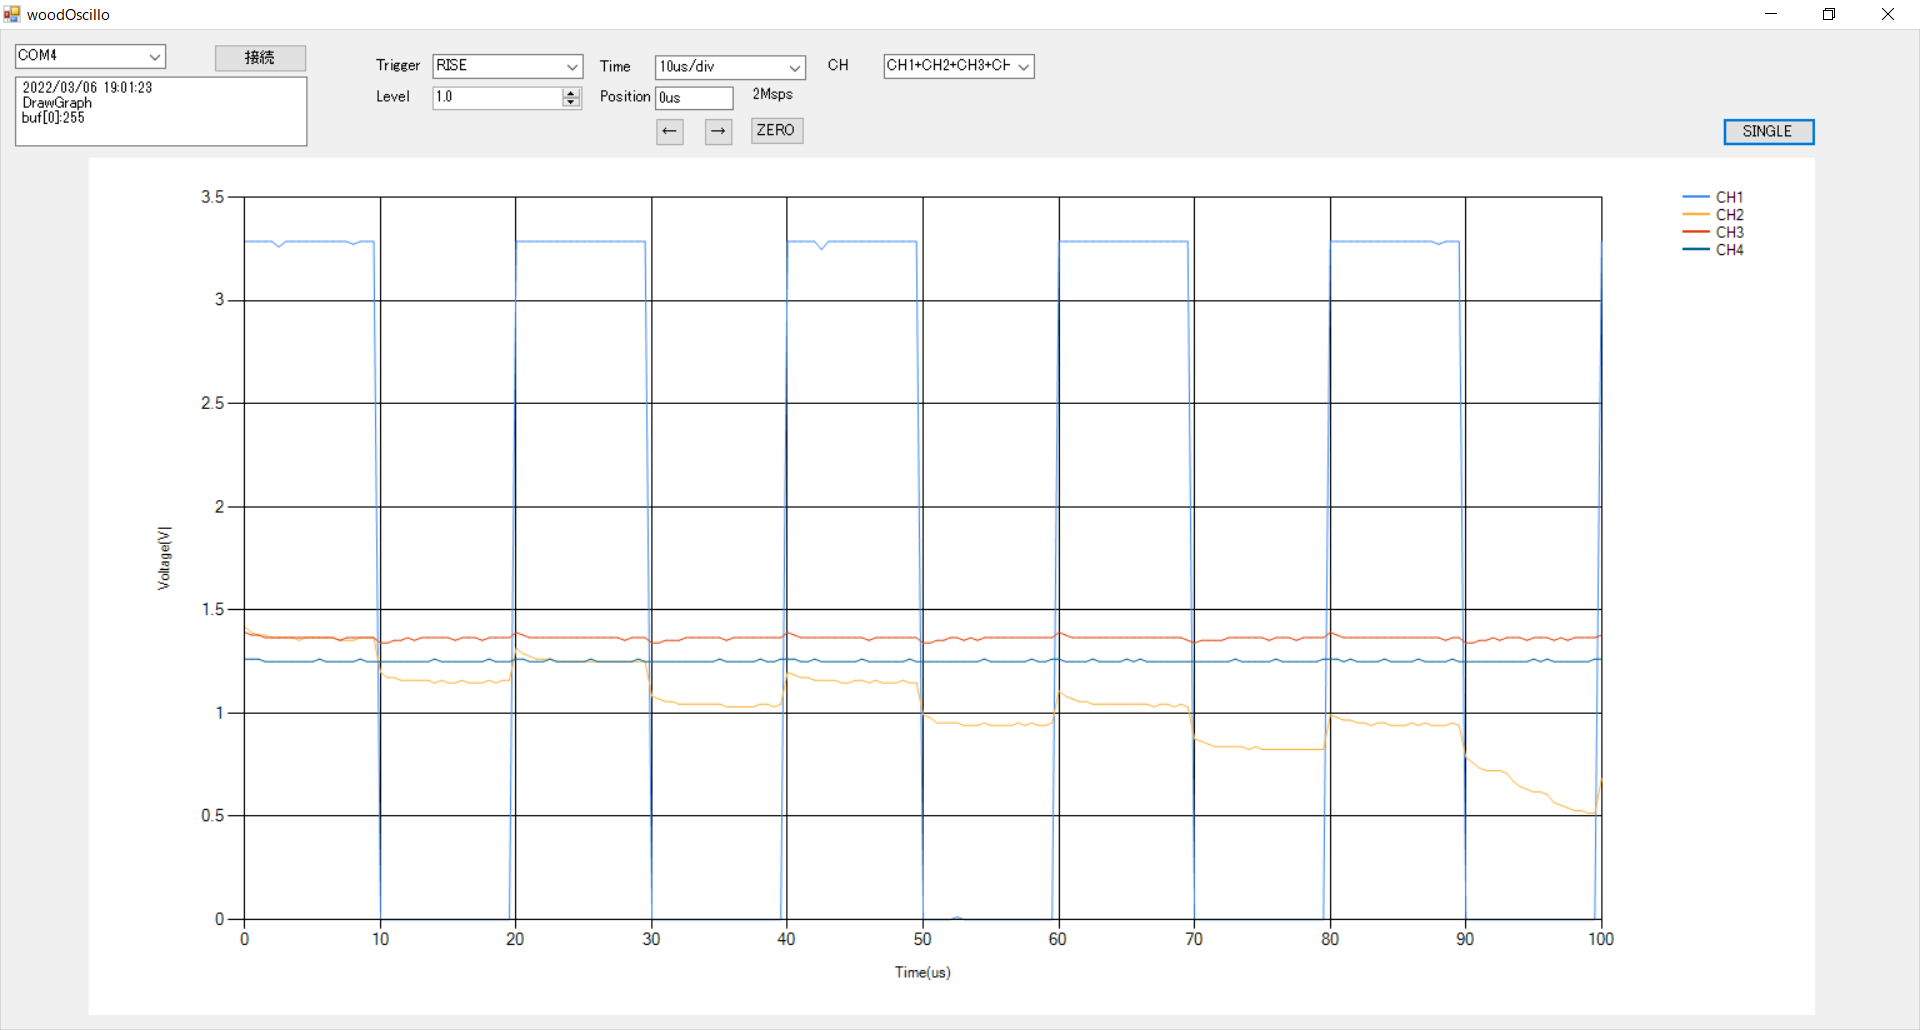 woodOscillo
COM4
接続
2022/03/06 19:01:23
DrawGraph
buf[0]:255
Trigger
RISE
Time
10us/div
CH
CH1+CH2+CH3+CH
Level
1.0
Position
0us
2Msps
←
→
ZERO
SINGLE
3.5
3
2.5
2
1.5
1
0.5
0
Voltage(V)
0
10
20
30
40
50
60
70
80
90
100
Time(us)
CH1
CH2
CH3
CH4